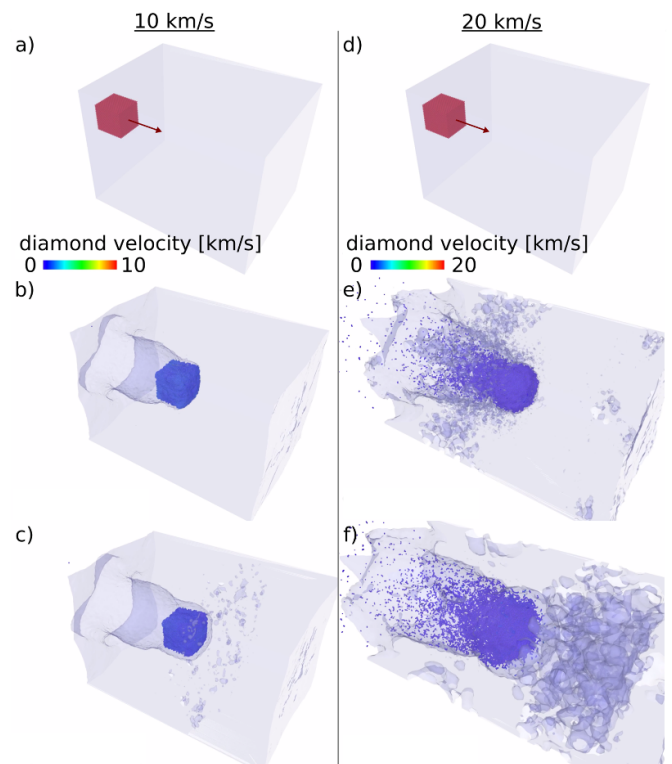 10 km/s
20 km/s
a)
d)
diamond velocity [km/s]
0 10
diamond velocity [km/s]
0 20
b)
e)
c)
f)